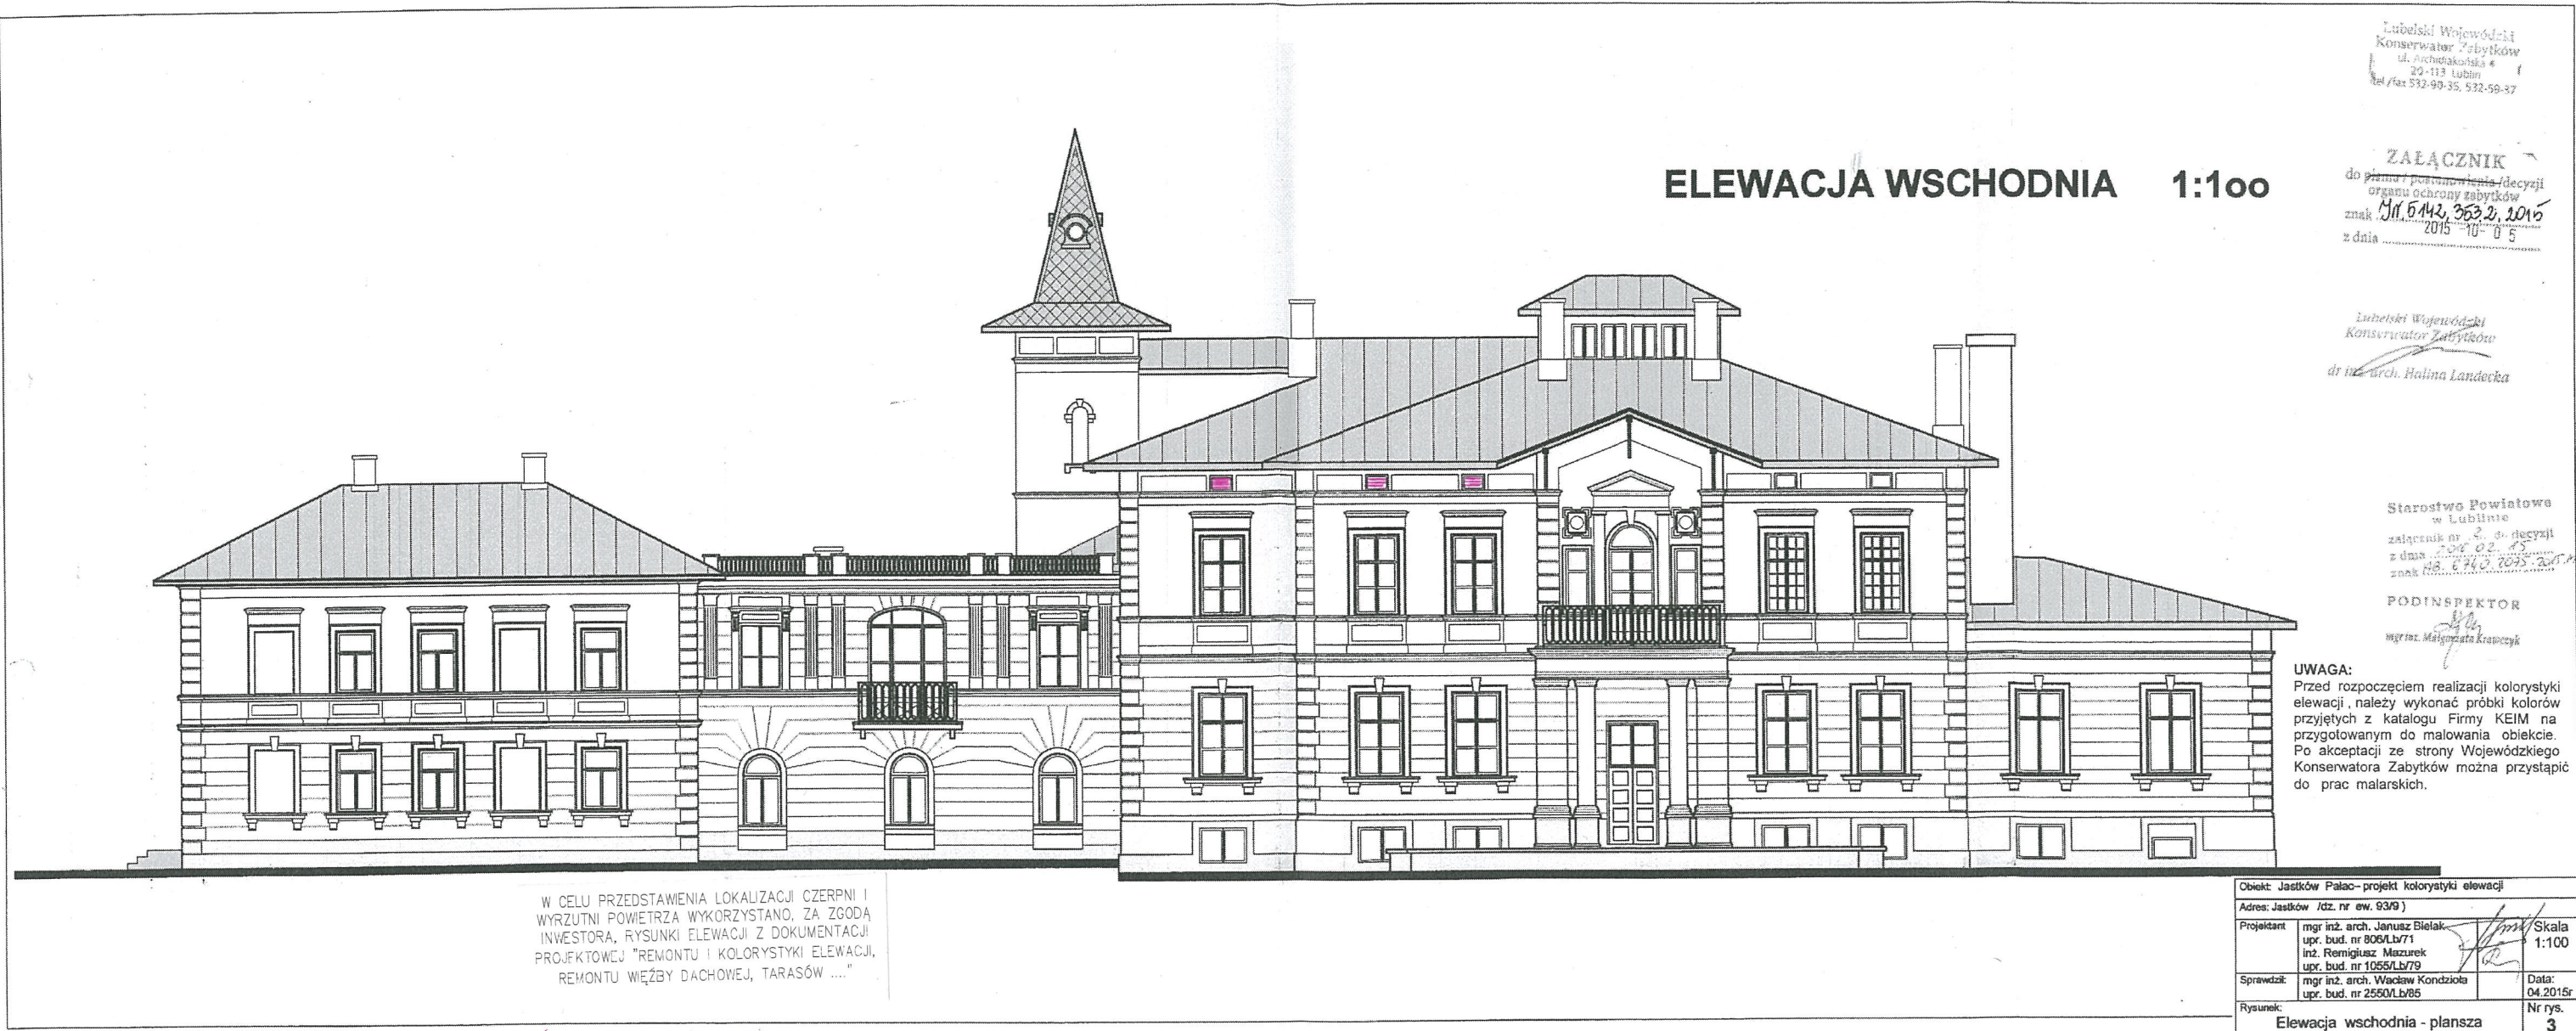 Lubelski Wojewódzki
Konserwator Zabytków
ul. Archidiakońska 4
20-113 Lublin
tel/fax 532-90-35, 532-59-37
ELEWACJA WSCHODNIA 1:1oo
ZAŁĄCZNIK
do pisma / postanowienia / decyzji
organu ochrony zabytków
znak
z dnia 2015 -10- 05
Lubelski Wojewódzki
Konserwator Zabytków
dr inż. arch. Halina Landecka
Starostwo Powiatowe
w Lublinie
załącznik nr 2 do decyzji
z dnia
znak
PODINSPEKTOR
mgr inż. Małgorzata Krawczyk
UWAGA:
Przed rozpoczęciem realizacji kolorystyki
elewacji , należy wykonać próbki kolorów
przyjętych z katalogu Firmy KEIM na
przygotowanym do malowania obiekcie.
Po akceptacji ze strony Wojewódzkiego
Konserwatora Zabytków można przystąpić
do prac malarskich.
W CELU PRZEDSTAWIENIA LOKALIZACJI CZERPNI I
WYRZUTNI POWIETRZA WYKORZYSTANO, ZA ZGODĄ
INWESTORA, RYSUNKI ELEWACJI Z DOKUMENTACJI
PROJEKTOWEJ "REMONTU I KOLORYSTYKI ELEWACJI,
REMONTU WIĘŹBY DACHOWEJ, TARASÓW ...."
Obiekt: Jastków Pałac– projekt kolorystyki elewacji
Adres: Jastków /dz. nr ew. 93/9 )
Projektant mgr inż. arch. Janusz Bielak
upr. bud. nr 806/Lb/71
inż. Remigiusz Mazurek
upr. bud. nr 1055/Lb/79
Skala
1:100
Sprawdził: mgr inż. arch. Wacław Kondzioła
upr. bud. nr 2550/Lb/85
Data:
04.2015r
Rysunek:
Elewacja wschodnia - plansza
Nr rys.
3